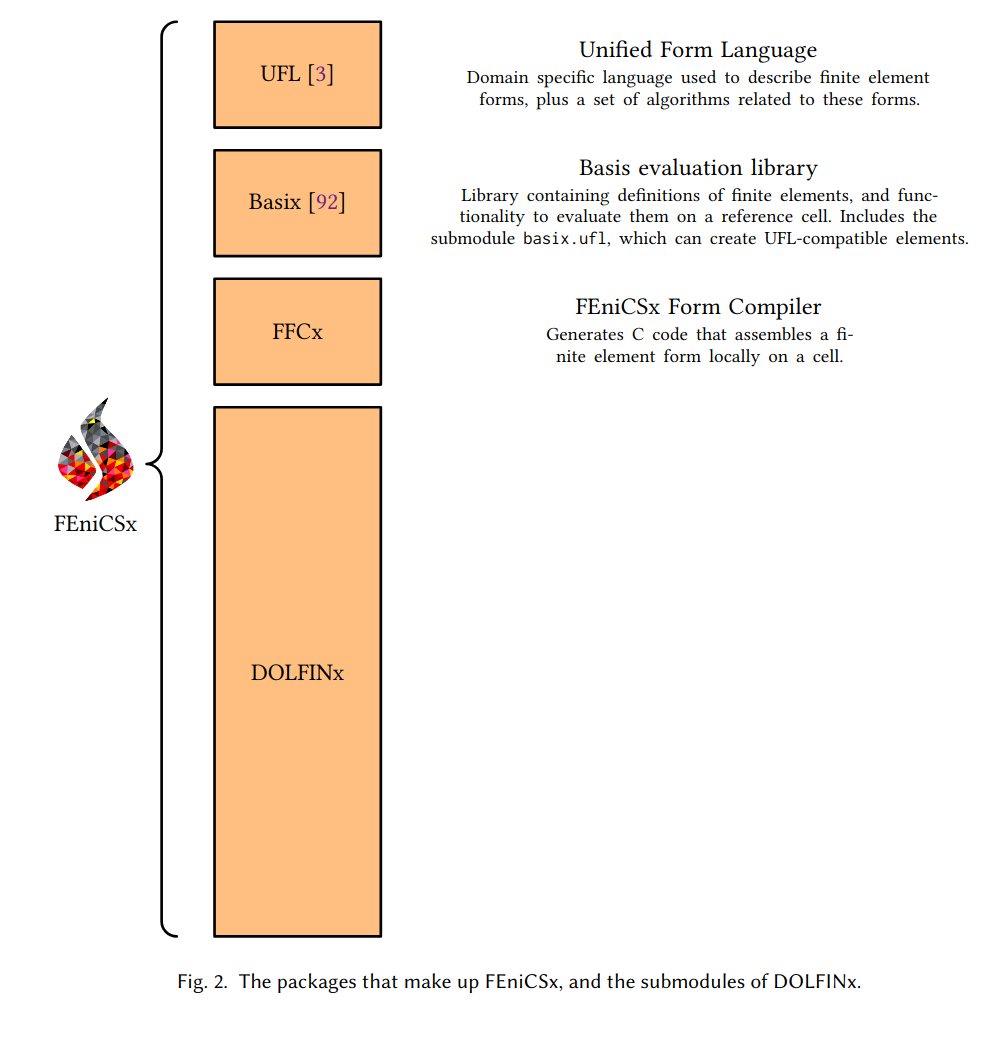 UFL [3]
Unified Form Language
Domain specific language used to describe finite element
forms, plus a set of algorithms related to these forms.
Basix [92]
Basis evaluation library
Library containing definitions of finite elements, and func-
tionality to evaluate them on a reference cell. Includes the
submodule basix.ufl, which can create UFL-compatible elements.
FFCx
FEniCSx Form Compiler
Generates C code that assembles a fi-
nite element form locally on a cell.
FEniCSx
DOLFINx
Fig. 2. The packages that make up FEniCSx, and the submodules of DOLFINx.